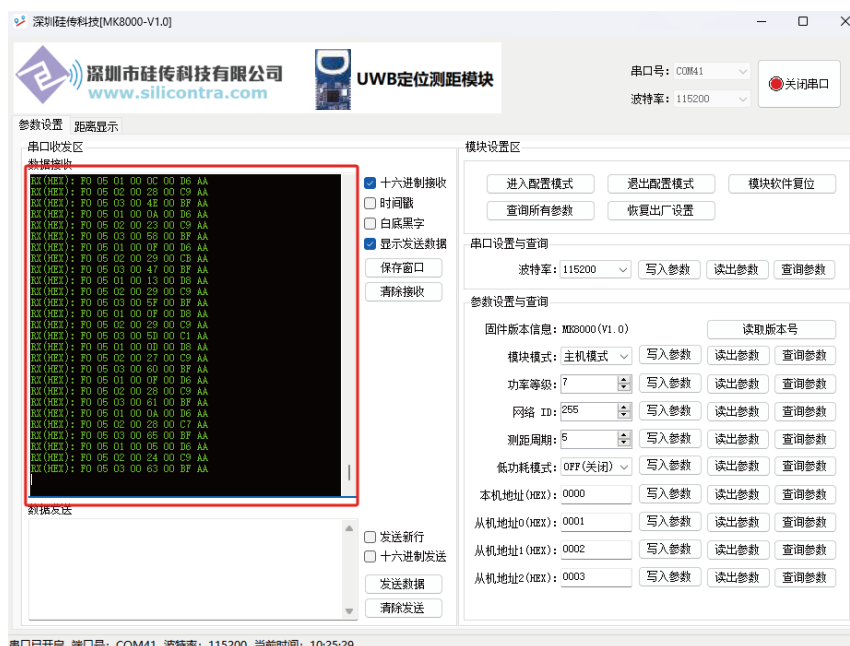 深圳硅传科技[MK8000-V1.0]
深圳市硅传科技有限公司
www.silicontra.com
UWB定位测距模块
串口号: COM41
波特率: 115200
关闭串口
参数设置 距离显示
串口收发区
数据接收
RX(HEX): F0 05 01 00 0C 00 D6 AA
RX(HEX): F0 05 02 00 28 00 C9 AA
RX(HEX): F0 05 03 00 4E 00 BF AA
RX(HEX): F0 05 01 00 0A 00 D6 AA
RX(HEX): F0 05 02 00 23 00 C9 AA
RX(HEX): F0 05 03 00 58 00 BF AA
RX(HEX): F0 05 01 00 0F 00 D6 AA
RX(HEX): F0 05 02 00 29 00 CB AA
RX(HEX): F0 05 03 00 47 00 BF AA
RX(HEX): F0 05 01 00 13 00 D8 AA
RX(HEX): F0 05 02 00 29 00 C9 AA
RX(HEX): F0 05 03 00 5F 00 BF AA
RX(HEX): F0 05 01 00 0F 00 D8 AA
RX(HEX): F0 05 02 00 29 00 C9 AA
RX(HEX): F0 05 03 00 5D 00 C1 AA
RX(HEX): F0 05 01 00 0D 00 D8 AA
RX(HEX): F0 05 02 00 27 00 C9 AA
RX(HEX): F0 05 03 00 60 00 BF AA
RX(HEX): F0 05 01 00 0F 00 D6 AA
RX(HEX): F0 05 02 00 28 00 C9 AA
RX(HEX): F0 05 03 00 61 00 BF AA
RX(HEX): F0 05 01 00 0A 00 D6 AA
RX(HEX): F0 05 02 00 28 00 C7 AA
RX(HEX): F0 05 03 00 65 00 BF AA
RX(HEX): F0 05 01 00 05 00 D6 AA
RX(HEX): F0 05 02 00 24 00 C9 AA
RX(HEX): F0 05 03 00 63 00 BF AA
十六进制接收
时间戳
白底黑字
显示发送数据
保存窗口
清除接收
数据发送
发送新行
十六进制发送
发送数据
清除发送
模块设置区
进入配置模式 退出配置模式 模块软件复位
查询所有参数 恢复出厂设置
串口设置与查询
波特率: 115200 写入参数 读出参数 查询参数
参数设置与查询
固件版本信息: MK8000(V1.0) 读取版本号
模块模式: 主机模式 写入参数 读出参数 查询参数
功率等级: 7 写入参数 读出参数 查询参数
网络 ID: 255 写入参数 读出参数 查询参数
测距周期: 5 写入参数 读出参数 查询参数
低功耗模式: OFF(关闭) 写入参数 读出参数 查询参数
本机地址(HEX): 0000 写入参数 读出参数 查询参数
从机地址0(HEX): 0001 写入参数 读出参数 查询参数
从机地址1(HEX): 0002 写入参数 读出参数 查询参数
从机地址2(HEX): 0003 写入参数 读出参数 查询参数
串口已开启 端口号: COM41 波特率: 115200 当前时间: 10:25:29